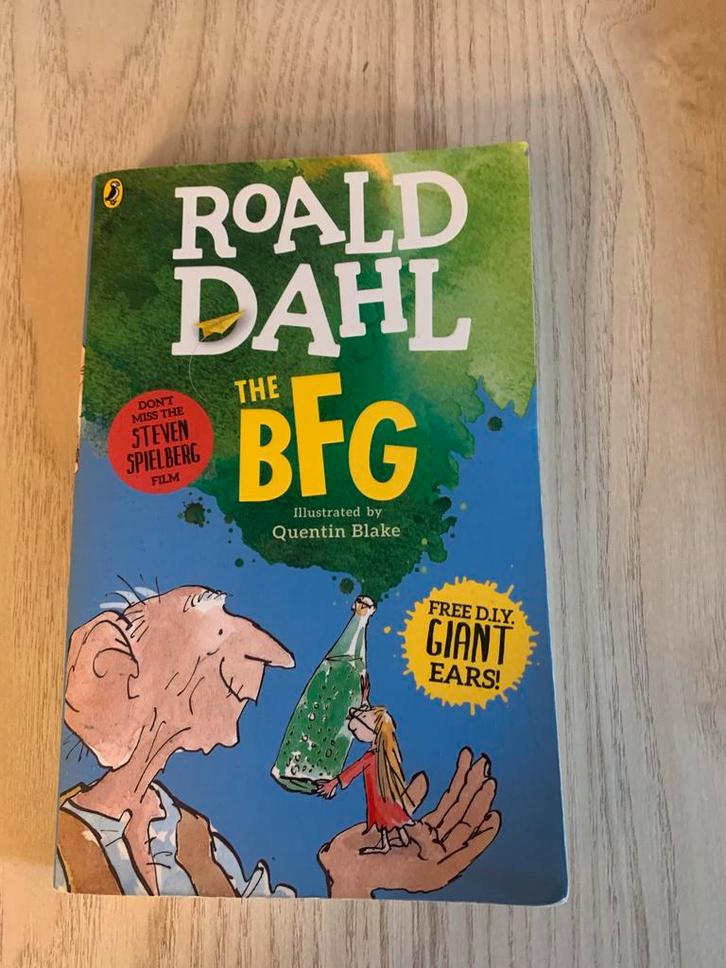 ROALD
DAHL
THE
BFG
DON'T
MISS THE
STEVEN
SPIELBERG
FILM
Illustrated by
Quentin Blake
FREE D.I.Y.
GIANT
EARS!